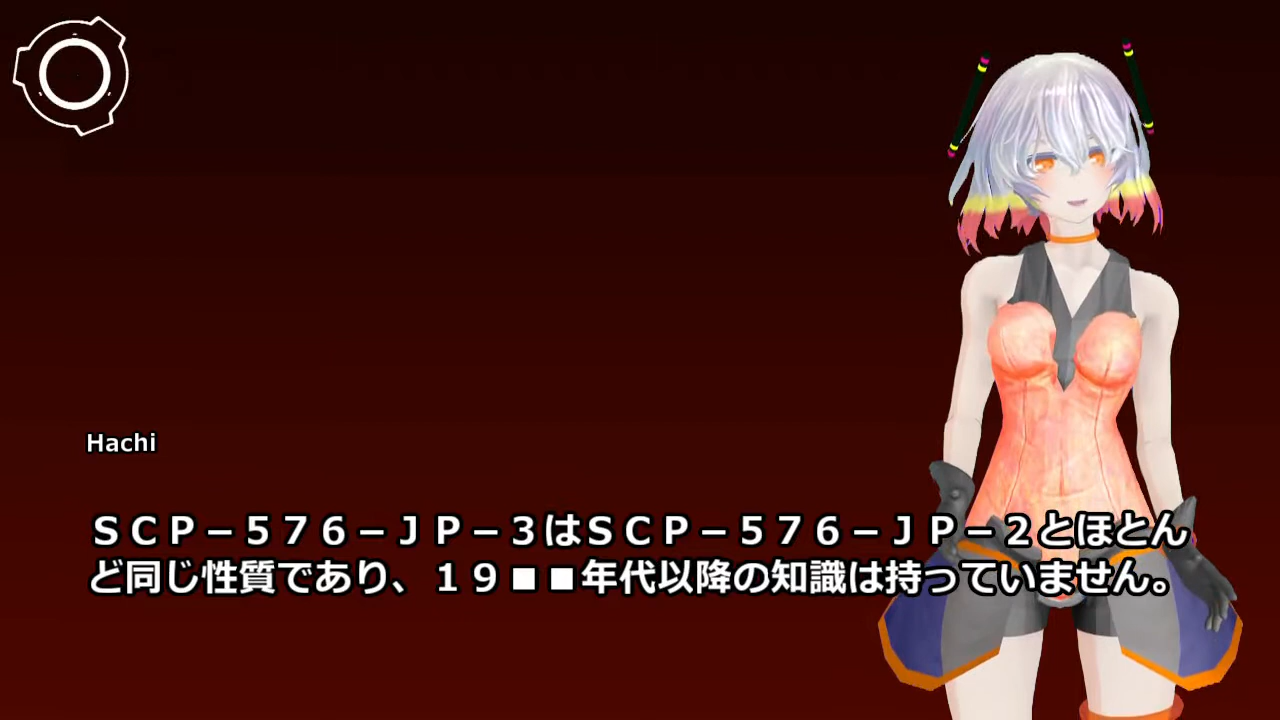 Hachi
ＳＣＰ－５７６－ＪＰ－３はＳＣＰ－５７６－ＪＰ－２とほとん
ど同じ性質であり、１９■■年代以降の知識は持っていません。